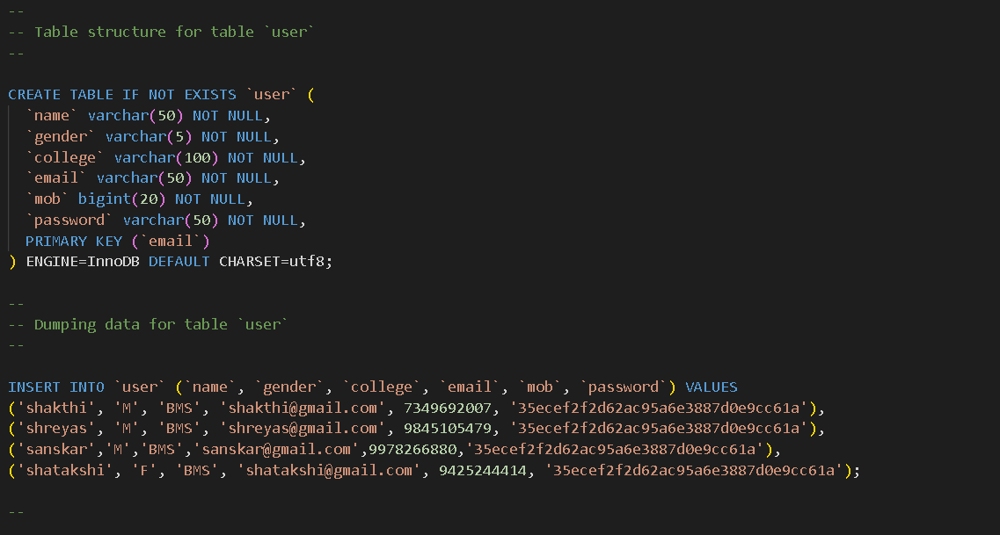 --
-- Table structure for table `user`
--
CREATE TABLE IF NOT EXISTS `user` (
`name` varchar(50) NOT NULL,
`gender` varchar(5) NOT NULL,
`college` varchar(100) NOT NULL,
`email` varchar(50) NOT NULL,
`mob` bigint(20) NOT NULL,
`password` varchar(50) NOT NULL,
PRIMARY KEY (`email`)
) ENGINE=InnoDB DEFAULT CHARSET=utf8;
--
-- Dumping data for table `user`
--
INSERT INTO `user` (`name`, `gender`, `college`, `email`, `mob`, `password`) VALUES
('shakthi', 'M', 'BMS', 'shakthi@gmail.com', 7349692007, '35ecef2f2d62ac95a6e3887d0e9cc61a'),
('shreyas', 'M', 'BMS', 'shreyas@gmail.com', 9845105479, '35ecef2f2d62ac95a6e3887d0e9cc61a'),
('sanskar','M','BMS','sanskar@gmail.com',9978266880,'35ecef2f2d62ac95a6e3887d0e9cc61a'),
('shatakshi', 'F', 'BMS', 'shatakshi@gmail.com', 9425244414, '35ecef2f2d62ac95a6e3887d0e9cc61a');
--